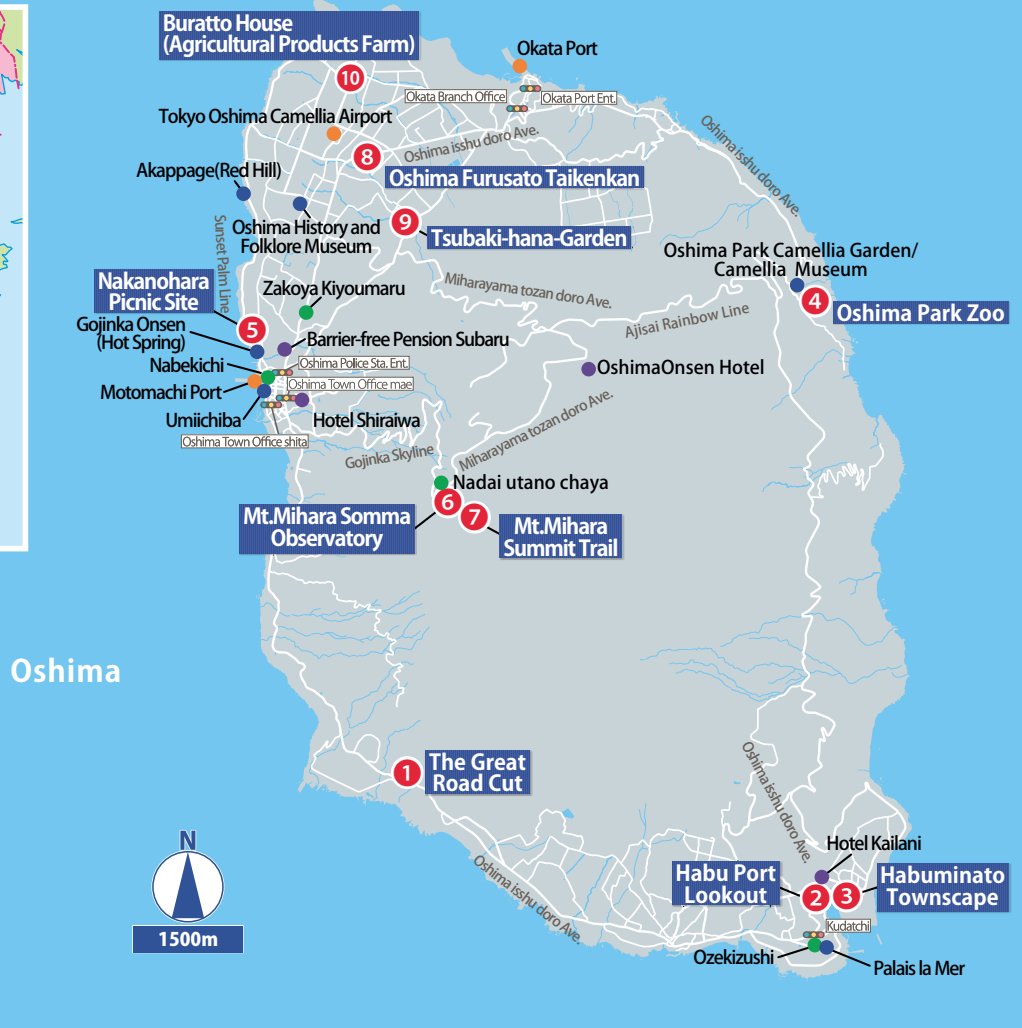 Buratto House
(Agricultural Products Farm)
10
Okata Port
Okata Branch Office
Okata Port Ent.
Tokyo Oshima Camellia Airport
8
Oshima isshu doro Ave.
Oshima isshu doro Ave.
Oshima Furusato Taikenkan
Akappage(Red Hill)
9
Oshima History and
Folklore Museum
Tsubaki-hana-Garden
Sunset Palm Line
Oshima Park Camellia Garden/
Camellia Museum
Nakanohara
Picnic Site
Zakoya Kiyoumaru
Miharayama tozan doro Ave.
4
Oshima Park Zoo
Ajisai Rainbow Line
5
Gojinka Onsen
(Hot Spring)
Barrier-free Pension Subaru
Nabekichi
Oshima Police Sta. Ent.
OshimaOnsen Hotel
Motomachi Port
Oshima Town Office mae
Umiichiba
Hotel Shiraiwa
Miharayama tozan doro Ave.
Oshima Town Office shita
Gojinka Skyline
Nadai utano chaya
6
7
Mt.Mihara Somma
Observatory
Mt.Mihara
Summit Trail
Oshima
1
The Great
Road Cut
Oshima isshu doro Ave.
N
1500m
Oshima isshu doro Ave.
Hotel Kailani
Habu Port
Lookout
2
3
Habuminato
Townscape
Kudatchi
Ozekizushi
Palais la Mer